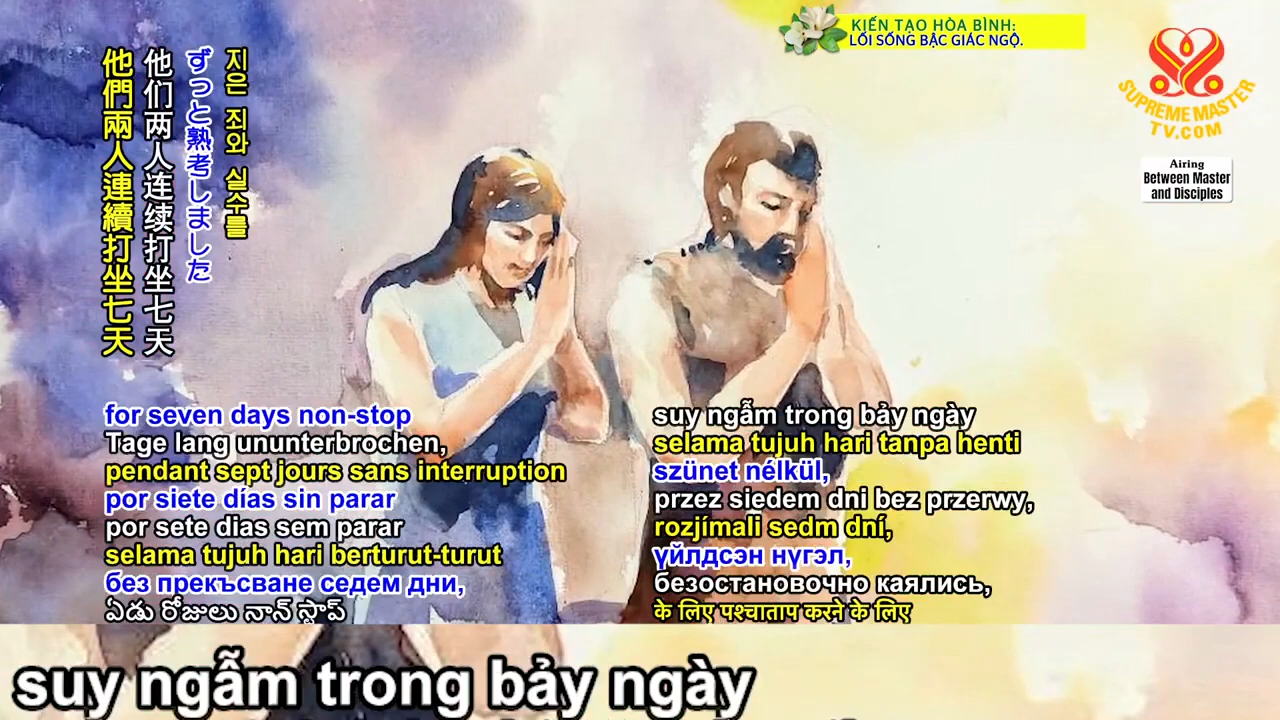 KIẾN TẠO HÒA BÌNH:
LỐI SỐNG BẬC GIÁC NGỘ.
SUPREME MASTER
TV.COM
Airing
Between Master
and Disciples
지은 죄와 실수를
ずっと熟考しました
他们两人连续打坐七天
他們兩人連續打坐七天
for seven days non-stop
Tage lang ununterbrochen,
pendant sept jours sans interruption
por siete días sin parar
por sete dias sem parar
selama tujuh hari berturut-turut
без прекъсване седем дни,
ఏడు రోజులు నాన్ స్టాప్
suy ngẫm trong bảy ngày
selama tujuh hari tanpa henti
szünet nélkül,
przez siedem dni bez przerwy,
rozjímali sedm dní,
үйлдсэн нүгэл,
безостановочно каялись,
के लिए पश्चाताप करने के लिए
suy ngẫm trong bảy ngày